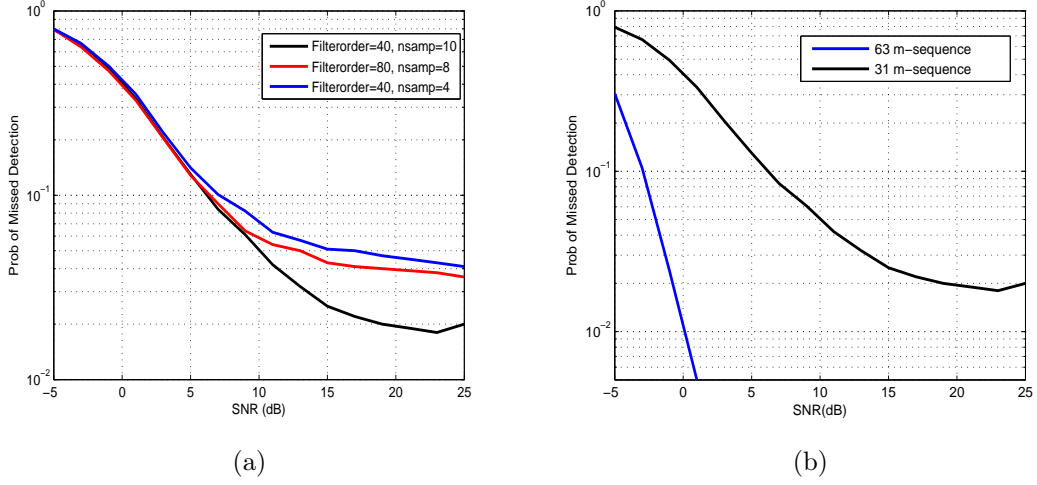 10^0
10^-1
10^-2
Prob of Missed Detection
Filterorder=40, nsamp=10
Filterorder=80, nsamp=8
Filterorder=40, nsamp=4
−5 0 5 10 15 20 25
SNR (dB)
(a)
10^0
10^-1
10^-2
Prob of Missed Detection
63 m−sequence
31 m−sequence
−5 0 5 10 15 20 25
SNR(dB)
(b)